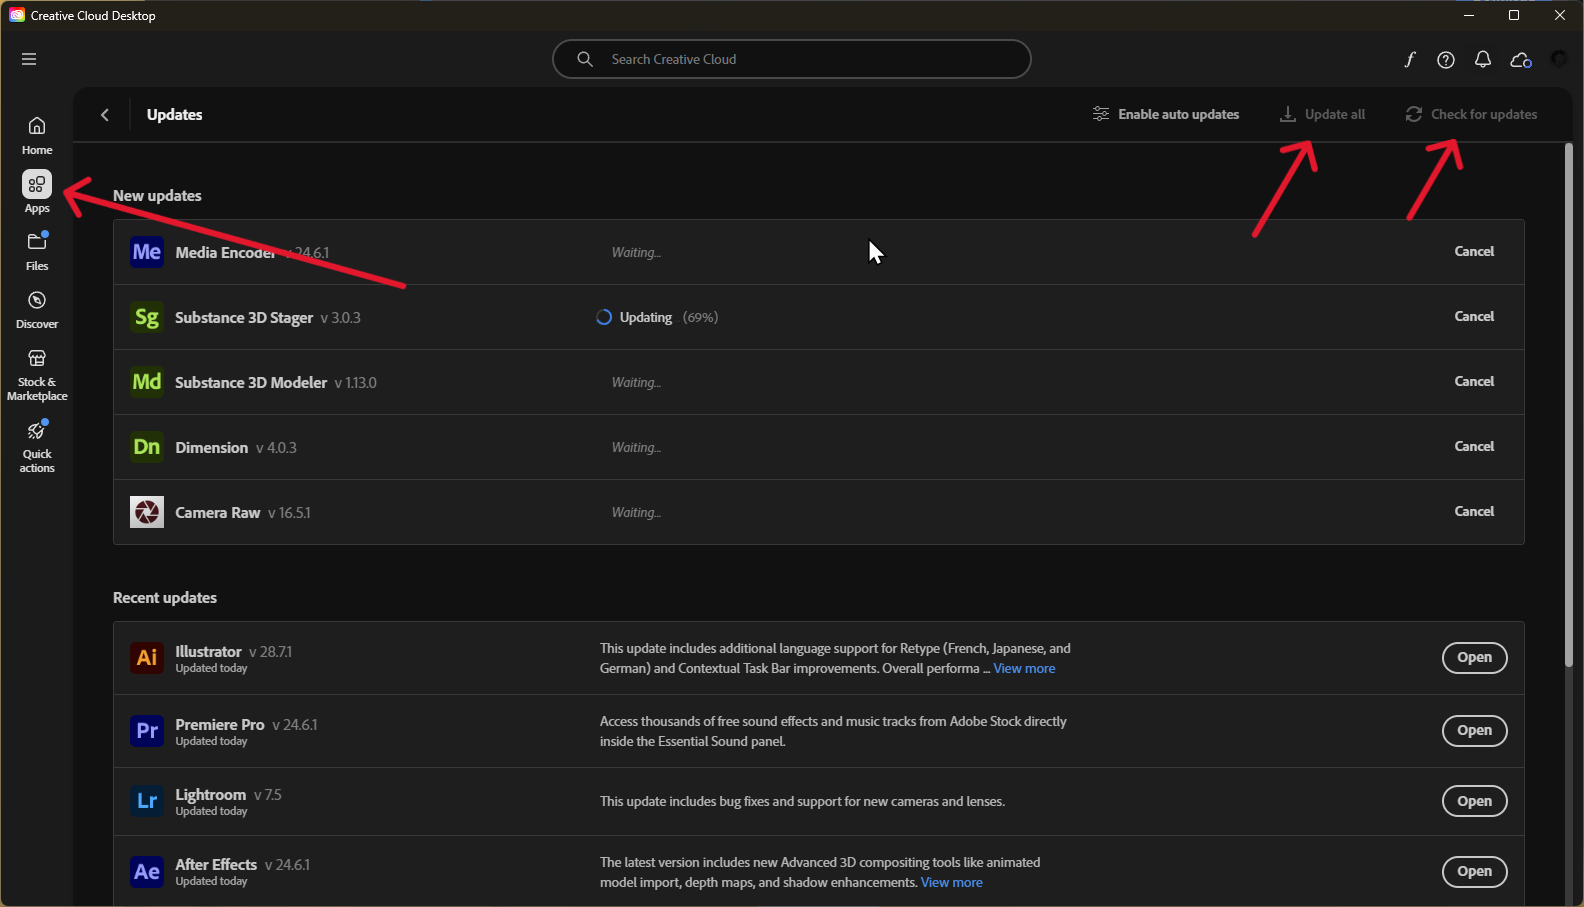 Creative Cloud Desktop
Search Creative Cloud
Updates
Enable auto updates
Update all
Check for updates
Home
Apps
Files
Discover
Stock &
Marketplace
Quick
actions
New updates
Me Media Encoder v 24.6.1 Waiting... Cancel
Sg Substance 3D Stager v 3.0.3 Updating (69%) Cancel
Md Substance 3D Modeler v 1.13.0 Waiting... Cancel
Dn Dimension v 4.0.3 Waiting... Cancel
Camera Raw v 16.5.1 Waiting... Cancel
Recent updates
Ai Illustrator v 28.7.1
Updated today
This update includes additional language support for Retype (French, Japanese, and
German) and Contextual Task Bar improvements. Overall performa ... View more
Open
Pr Premiere Pro v 24.6.1
Updated today
Access thousands of free sound effects and music tracks from Adobe Stock directly
inside the Essential Sound panel.
Open
Lr Lightroom v 7.5
Updated today
This update includes bug fixes and support for new cameras and lenses.
Open
Ae After Effects v 24.6.1
Updated today
The latest version includes new Advanced 3D compositing tools like animated
model import, depth maps, and shadow enhancements. View more
Open